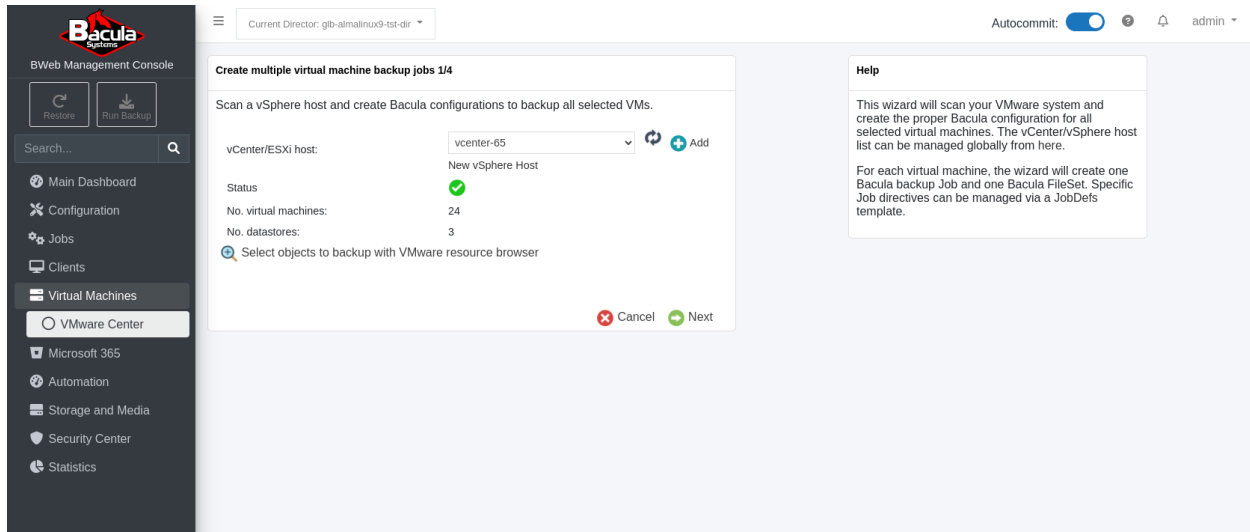 Bacula
Systems
BWeb Management Console
Restore
Run Backup
Search...
Main Dashboard
Configuration
Jobs
Clients
Virtual Machines
VMware Center
Microsoft 365
Automation
Storage and Media
Security Center
Statistics
Current Director: glb-almalinux9-tst-dir
Autocommit:
admin
Create multiple virtual machine backup jobs 1/4
Scan a vSphere host and create Bacula configurations to backup all selected VMs.
vCenter/ESXi host:
vcenter-65
Add
New vSphere Host
Status
No. virtual machines:
24
No. datastores:
3
Select objects to backup with VMware resource browser
Cancel
Next
Help
This wizard will scan your VMware system and
create the proper Bacula configuration for all
selected virtual machines. The vCenter/vSphere host
list can be managed globally from here.
For each virtual machine, the wizard will create one
Bacula backup Job and one Bacula FileSet. Specific
Job directives can be managed via a JobDefs
template.